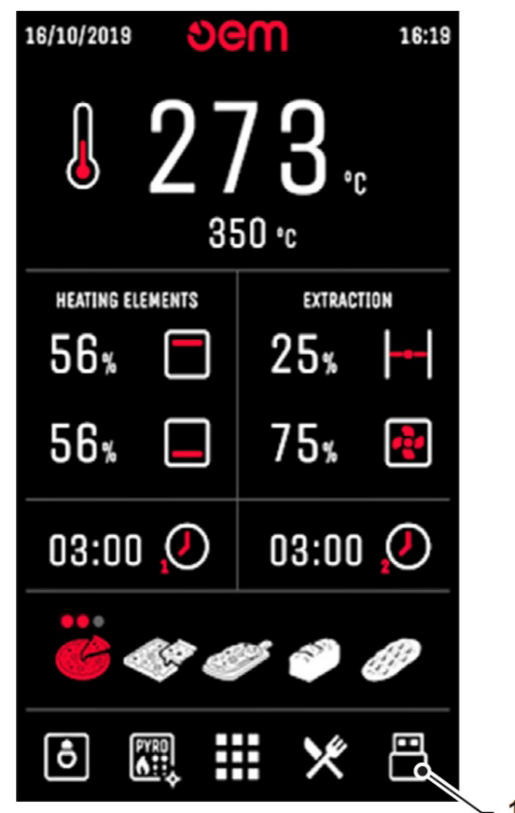 16/10/2019 oem 16:19
273 °C
350 °C
HEATING ELEMENTS EXTRACTION
56% 25%
56% 75%
03:00 1 03:00 2
PYRO
1